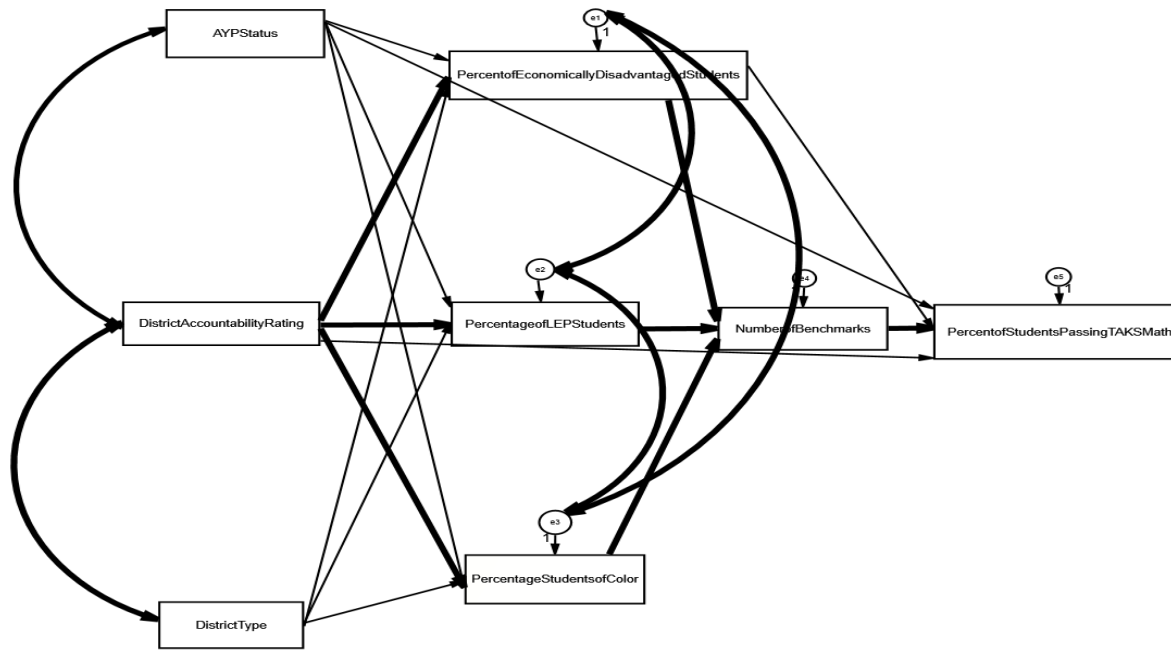 e1
1
AYPStatus
PercentofEconomicallyDisadvantagedStudents
e2
e4
e5
1
DistrictAccountabilityRating
PercentageofLEPStudents
NumberofBenchmarks
PercentofStudentsPassingTAKSMath
e3
1
PercentageStudentsofColor
DistrictType